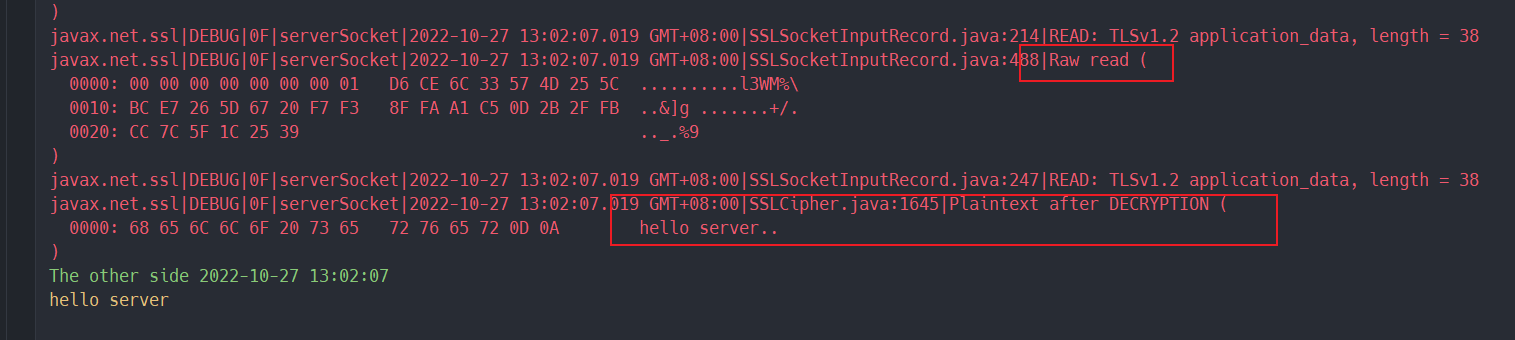 )
javax.net.ssl|DEBUG|0F|serverSocket|2022-10-27 13:02:07.019 GMT+08:00|SSLSocketInputRecord.java:214|READ: TLSv1.2 application_data, length = 38
javax.net.ssl|DEBUG|0F|serverSocket|2022-10-27 13:02:07.019 GMT+08:00|SSLSocketInputRecord.java:488|Raw read (
  0000: 00 00 00 00 00 00 00 01   D6 CE 6C 33 57 4D 25 5C  ..........l3WM%\
  0010: BC E7 26 5D 67 20 F7 F3   8F FA A1 C5 0D 2B 2F FB  ..&]g .......+/.
  0020: CC 7C 5F 1C 25 39                                  .._.%9
)
javax.net.ssl|DEBUG|0F|serverSocket|2022-10-27 13:02:07.019 GMT+08:00|SSLSocketInputRecord.java:247|READ: TLSv1.2 application_data, length = 38
javax.net.ssl|DEBUG|0F|serverSocket|2022-10-27 13:02:07.019 GMT+08:00|SSLCipher.java:1645|Plaintext after DECRYPTION (
  0000: 68 65 6C 6C 6F 20 73 65   72 76 65 72 0D 0A        hello server..
)
The other side 2022-10-27 13:02:07
hello server